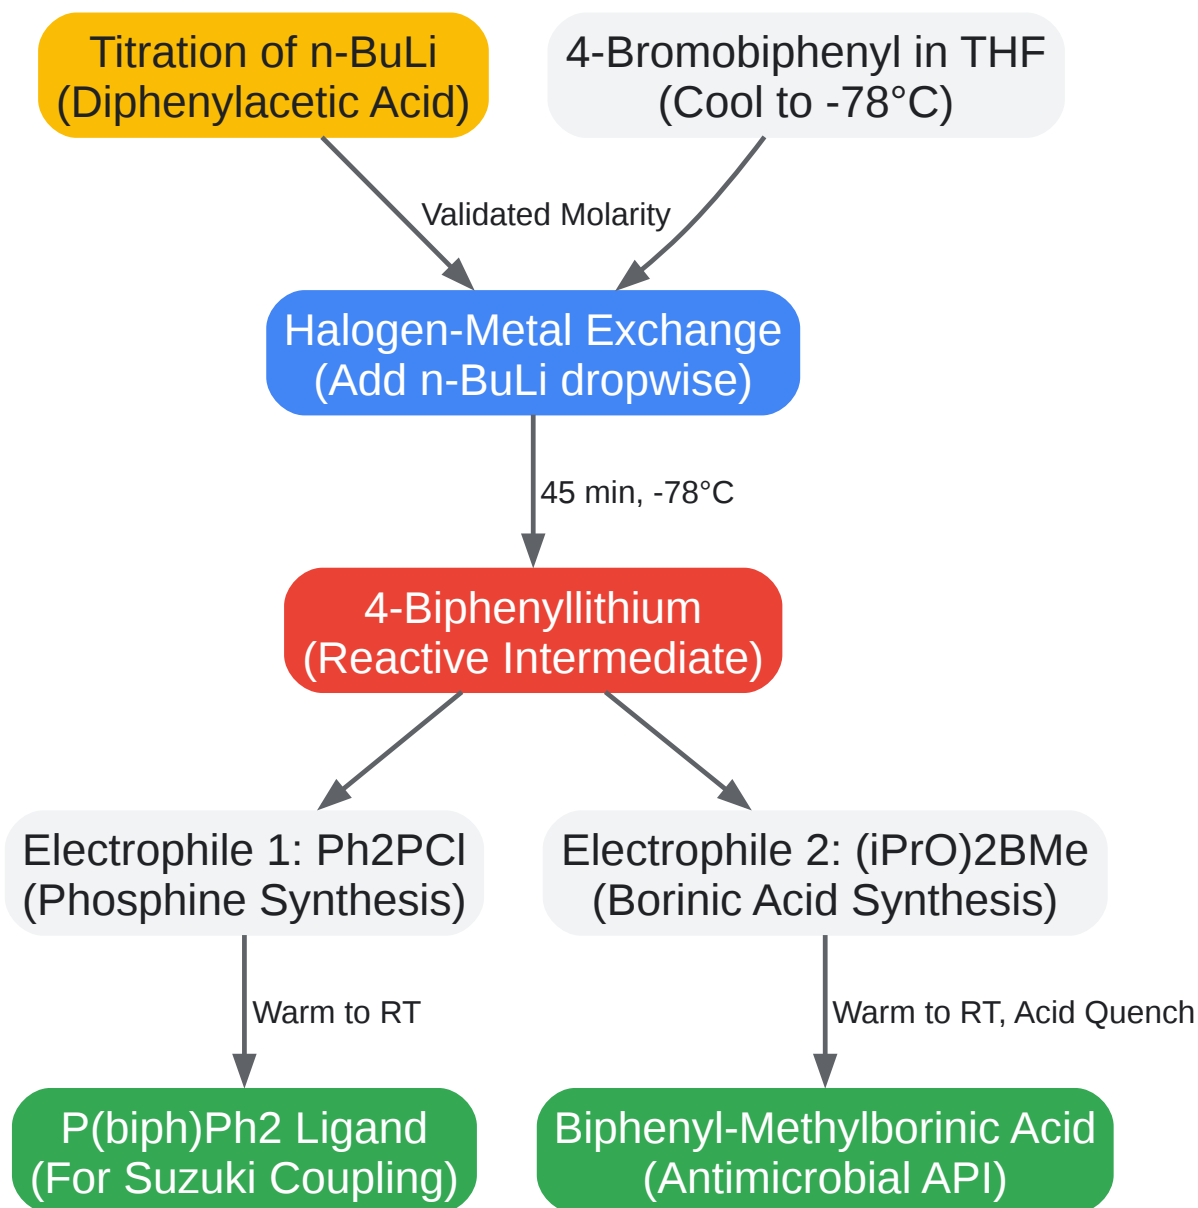 Titration of n-BuLi
(Diphenylacetic Acid)
4-Bromobiphenyl in THF
(Cool to -78°C)
Validated Molarity
Halogen-Metal Exchange
(Add n-BuLi dropwise)
45 min, -78°C
4-Biphenyllithium
(Reactive Intermediate)
Electrophile 1: Ph2PCl
(Phosphine Synthesis)
Electrophile 2: (iPrO)2BMe
(Borinic Acid Synthesis)
Warm to RT
Warm to RT, Acid Quench
P(biph)Ph2 Ligand
(For Suzuki Coupling)
Biphenyl-Methylborinic Acid
(Antimicrobial API)